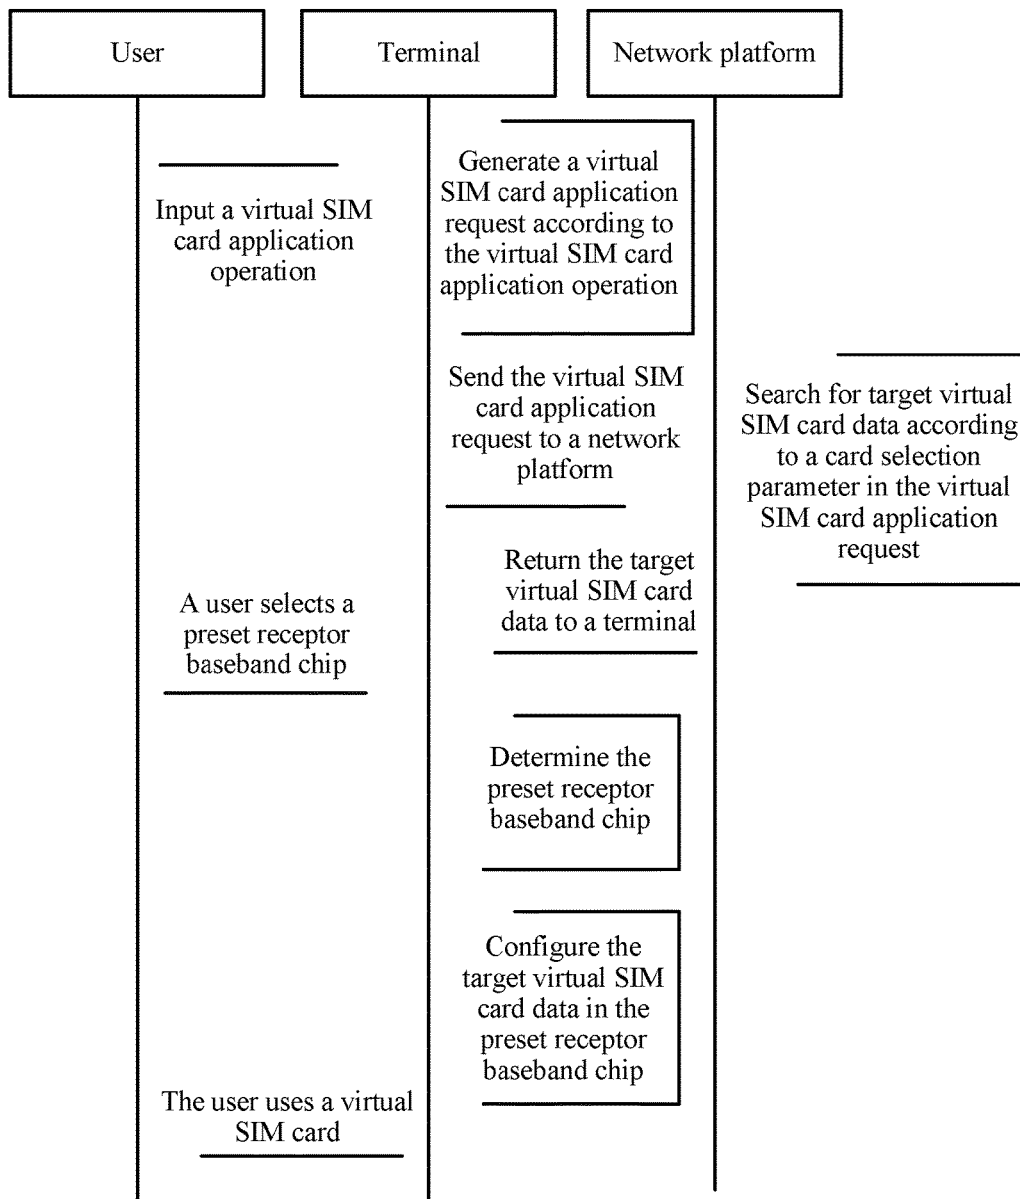 User
Terminal
Network platform
Input a virtual SIM
card application
operation
Generate a virtual
SIM card application
request according to
the virtual SIM card
application operation
Send the virtual SIM
card application
request to a network
platform
Search for target virtual
SIM card data according
to a card selection
parameter in the virtual
SIM card application
request
Return the target
virtual SIM card
data to a terminal
A user selects a
preset receptor
baseband chip
Determine the
preset receptor
baseband chip
Configure the
target virtual SIM
card data in the
preset receptor
baseband chip
The user uses a virtual
SIM card